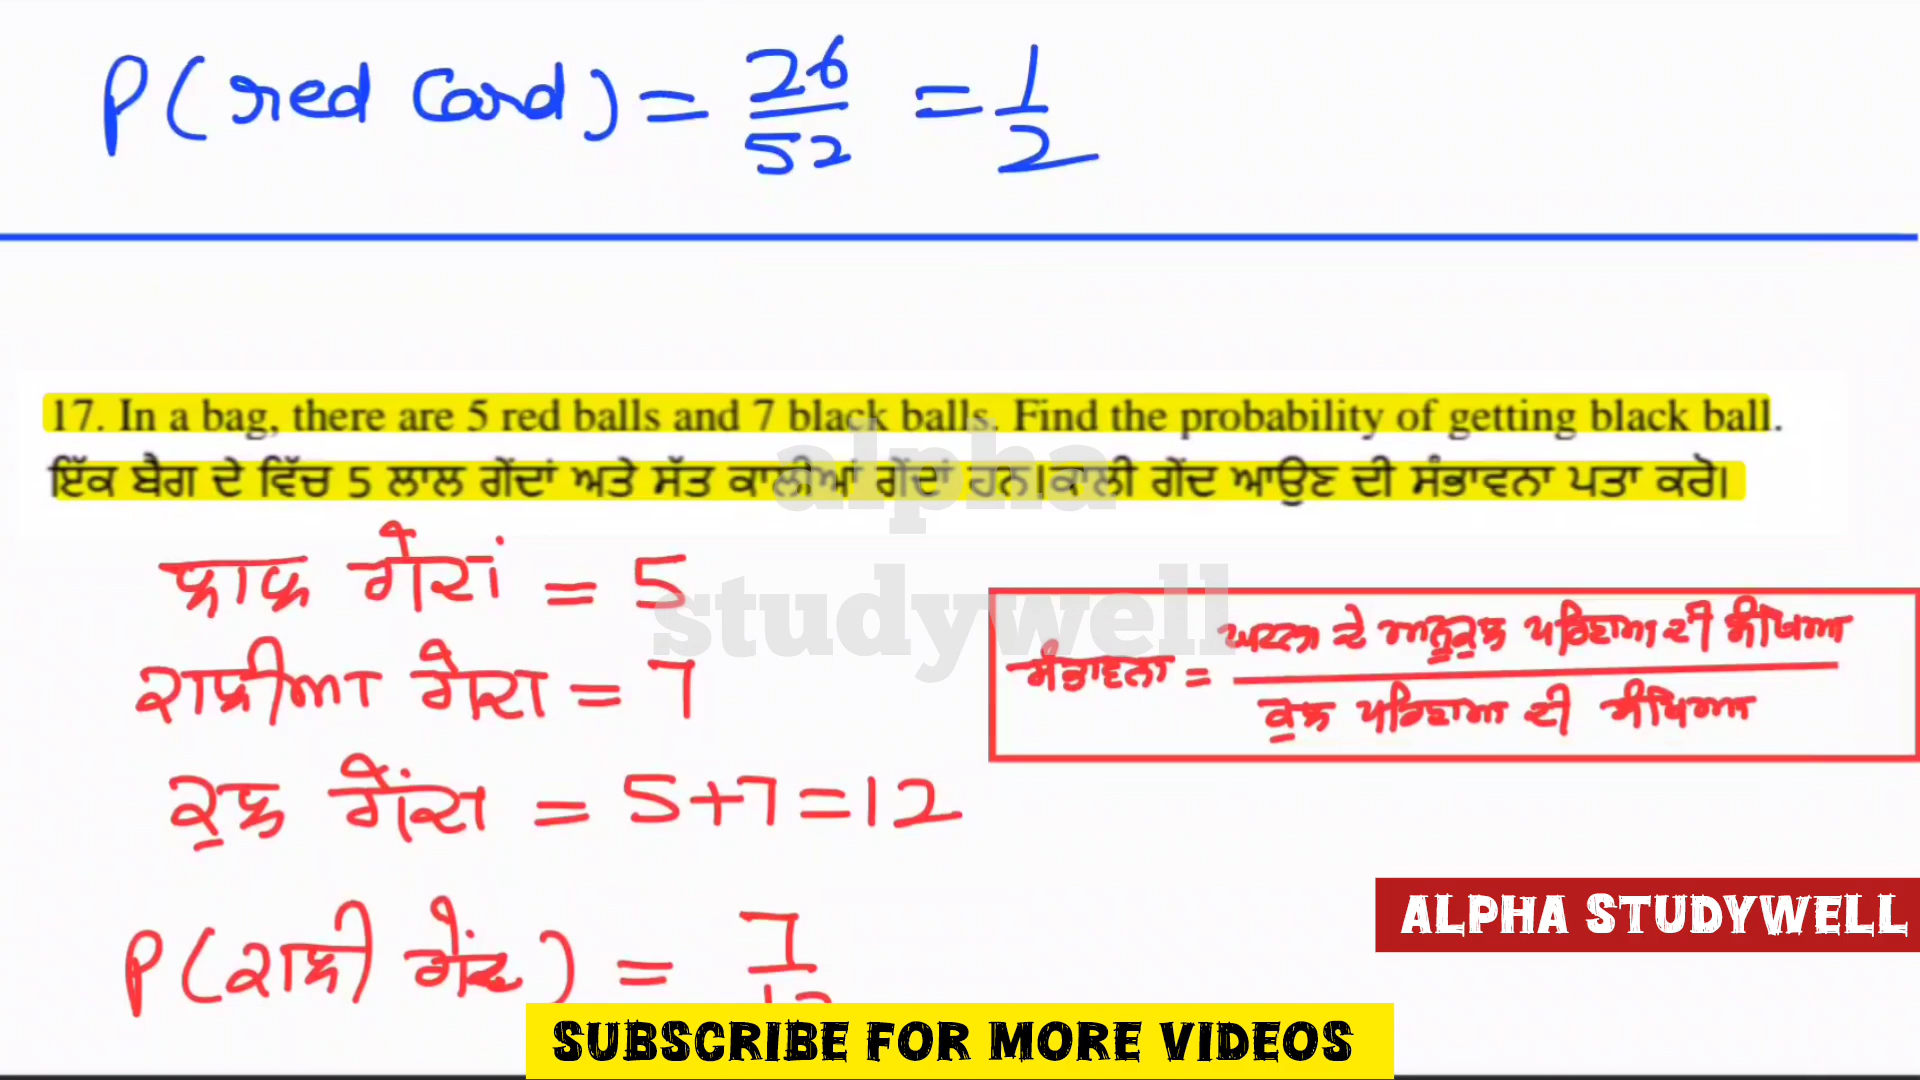 P(red Card) = 26/52 = 1/2
17. In a bag, there are 5 red balls and 7 black balls. Find the probability of getting black ball.
ਇੱਕ ਬੈਗ ਦੇ ਵਿੱਚ 5 ਲਾਲ ਗੇਂਦਾਂ ਅਤੇ ਸੱਤ ਕਾਲੀਆਂ ਗੇਂਦਾਂ ਹਨ।ਕਾਲੀ ਗੇਂਦ ਆਉਣ ਦੀ ਸੰਭਾਵਨਾ ਪਤਾ ਕਰੋ।
alpha
studywell
ਲਾਲ ਗੇਂਦਾਂ = 5
ਕਾਲੀਆ ਗੇਂਦਾ = 7
ਕੁਲ ਗੇਂਦਾ = 5+7=12
ਸੰਭਾਵਨਾ = ਘਟਨਾ ਦੇ ਅਨੁਕੂਲ ਪਰਿਣਾਮ ਦੀ ਸੰਖਿਆ / ਕੁਲ ਪਰਿਣਾਮ ਦੀ ਸੰਖਿਆ
P(ਕਾਲੀ ਗੇਂਦ) = 7/12
ALPHA STUDYWELL
SUBSCRIBE FOR MORE VIDEOS